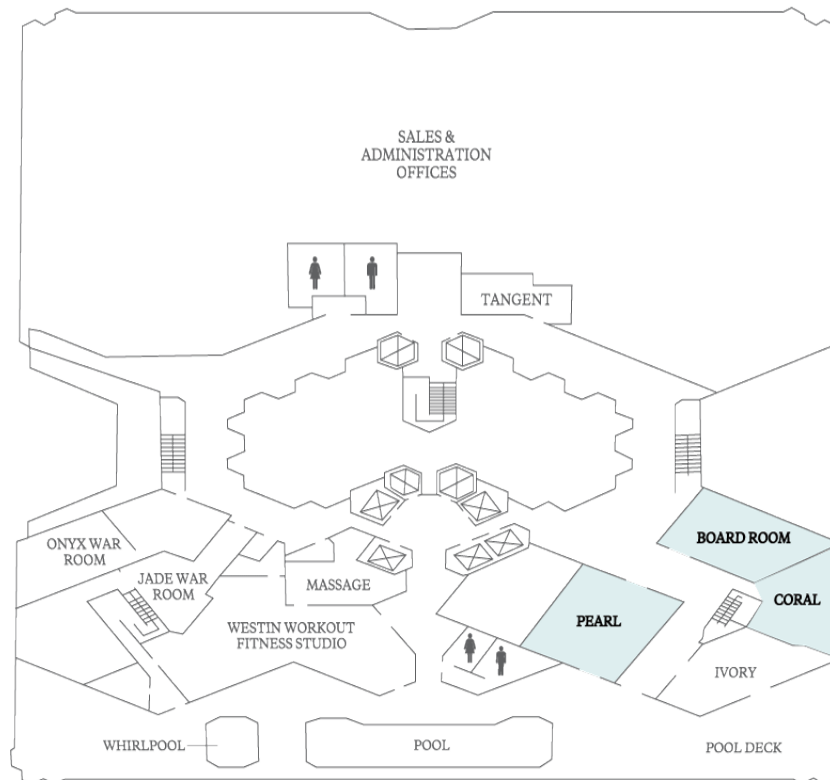 SALES &
ADMINISTRATION
OFFICES
TANGENT
ONYX WAR
ROOM
JADE WAR
ROOM
MASSAGE
WESTIN WORKOUT
FITNESS STUDIO
BOARD ROOM
CORAL
PEARL
IVORY
WHIRLPOOL
POOL
POOL DECK